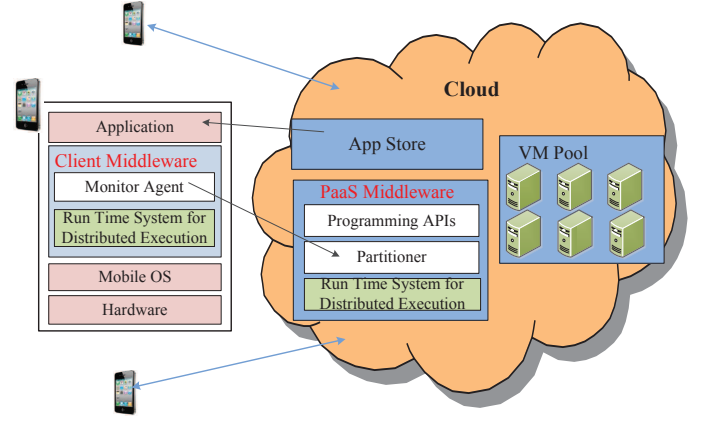 Cloud
Application
Client Middleware
Monitor Agent
Run Time System for
Distributed Execution
Mobile OS
Hardware
App Store
PaaS Middleware
Programming APIs
Partitioner
Run Time System for
Distributed Execution
VM Pool